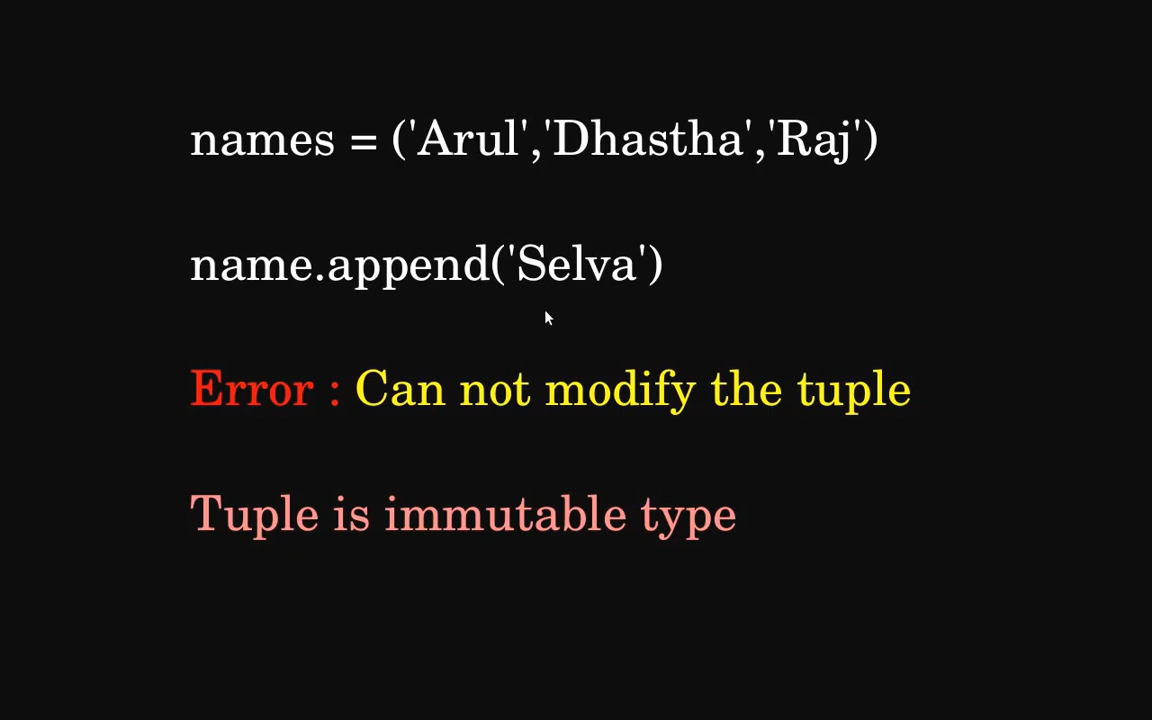 names = ('Arul','Dhastha','Raj')
name.append('Selva')
Error : Can not modify the tuple
Tuple is immutable type